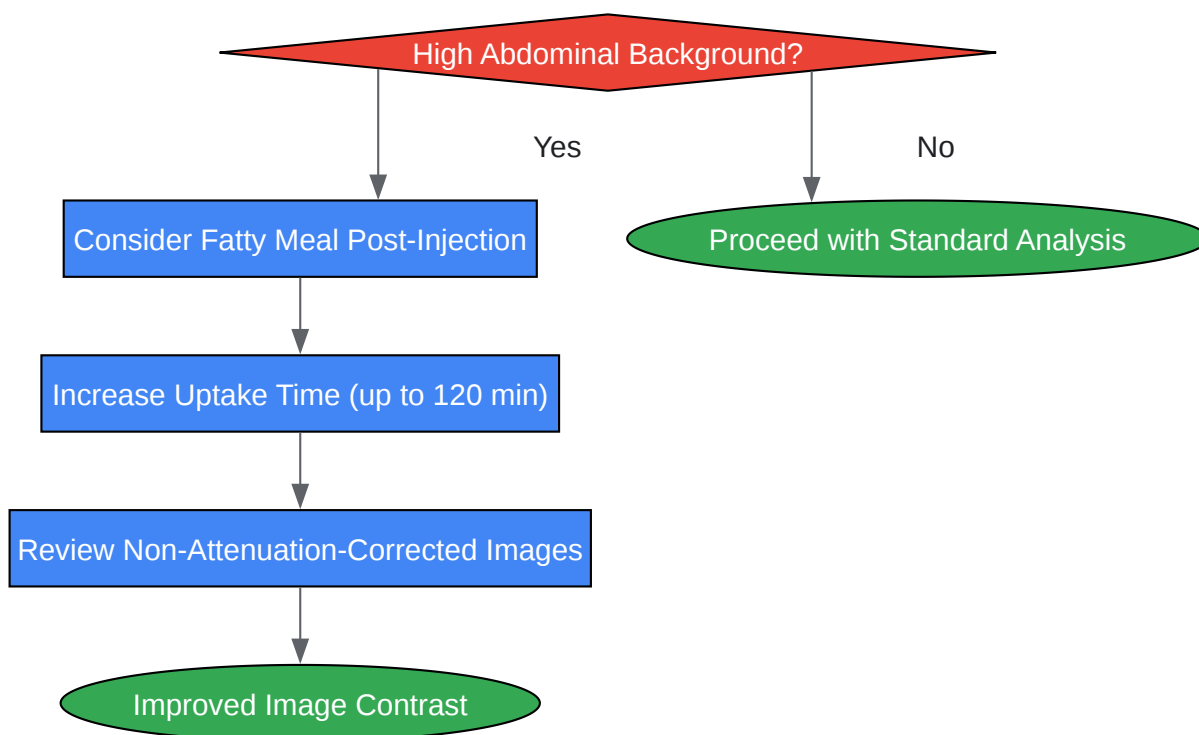 High Abdominal Background?
Yes
No
Consider Fatty Meal Post-Injection
Proceed with Standard Analysis
Increase Uptake Time (up to 120 min)
Review Non-Attenuation-Corrected Images
Improved Image Contrast